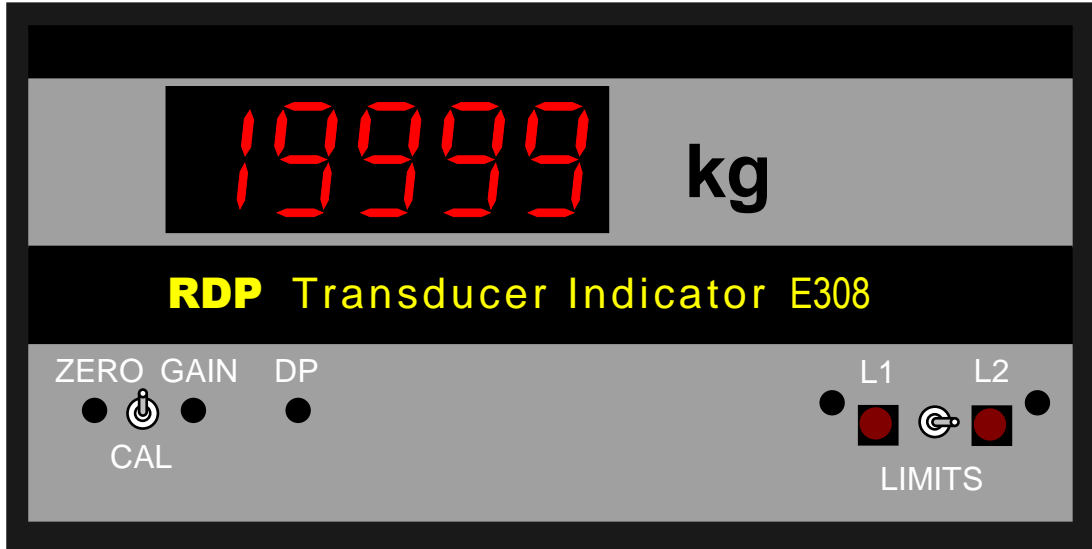 19999 kg
RDP Transducer Indicator E308
ZERO GAIN DP L1 L2
CAL LIMITS